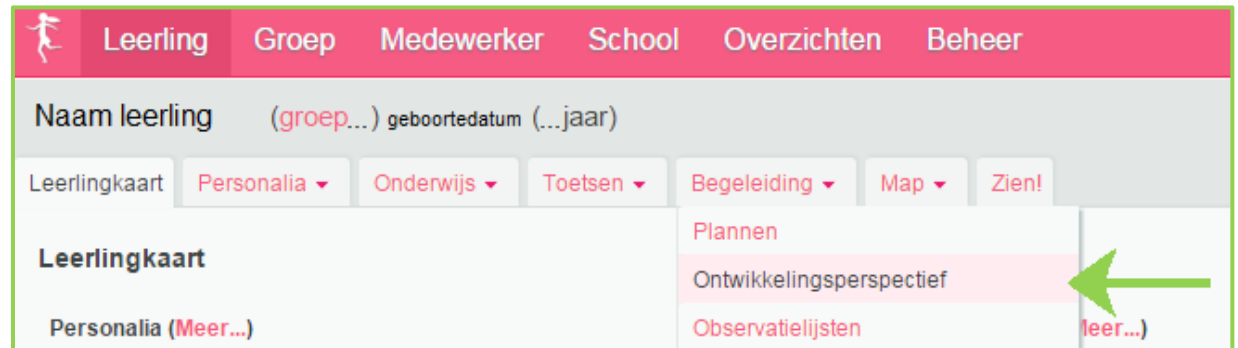 Leerling Groep Medewerker School Overzichten Beheer
Naam leerling (groep...) geboortedatum (...jaar)
Leerlingkaart Personalia Onderwijs Toetsen Begeleiding Map Zien!
Plannen
Leerlingkaart
Ontwikkelingsperspectief
Personalia (Meer...) Observatielijsten leer...)